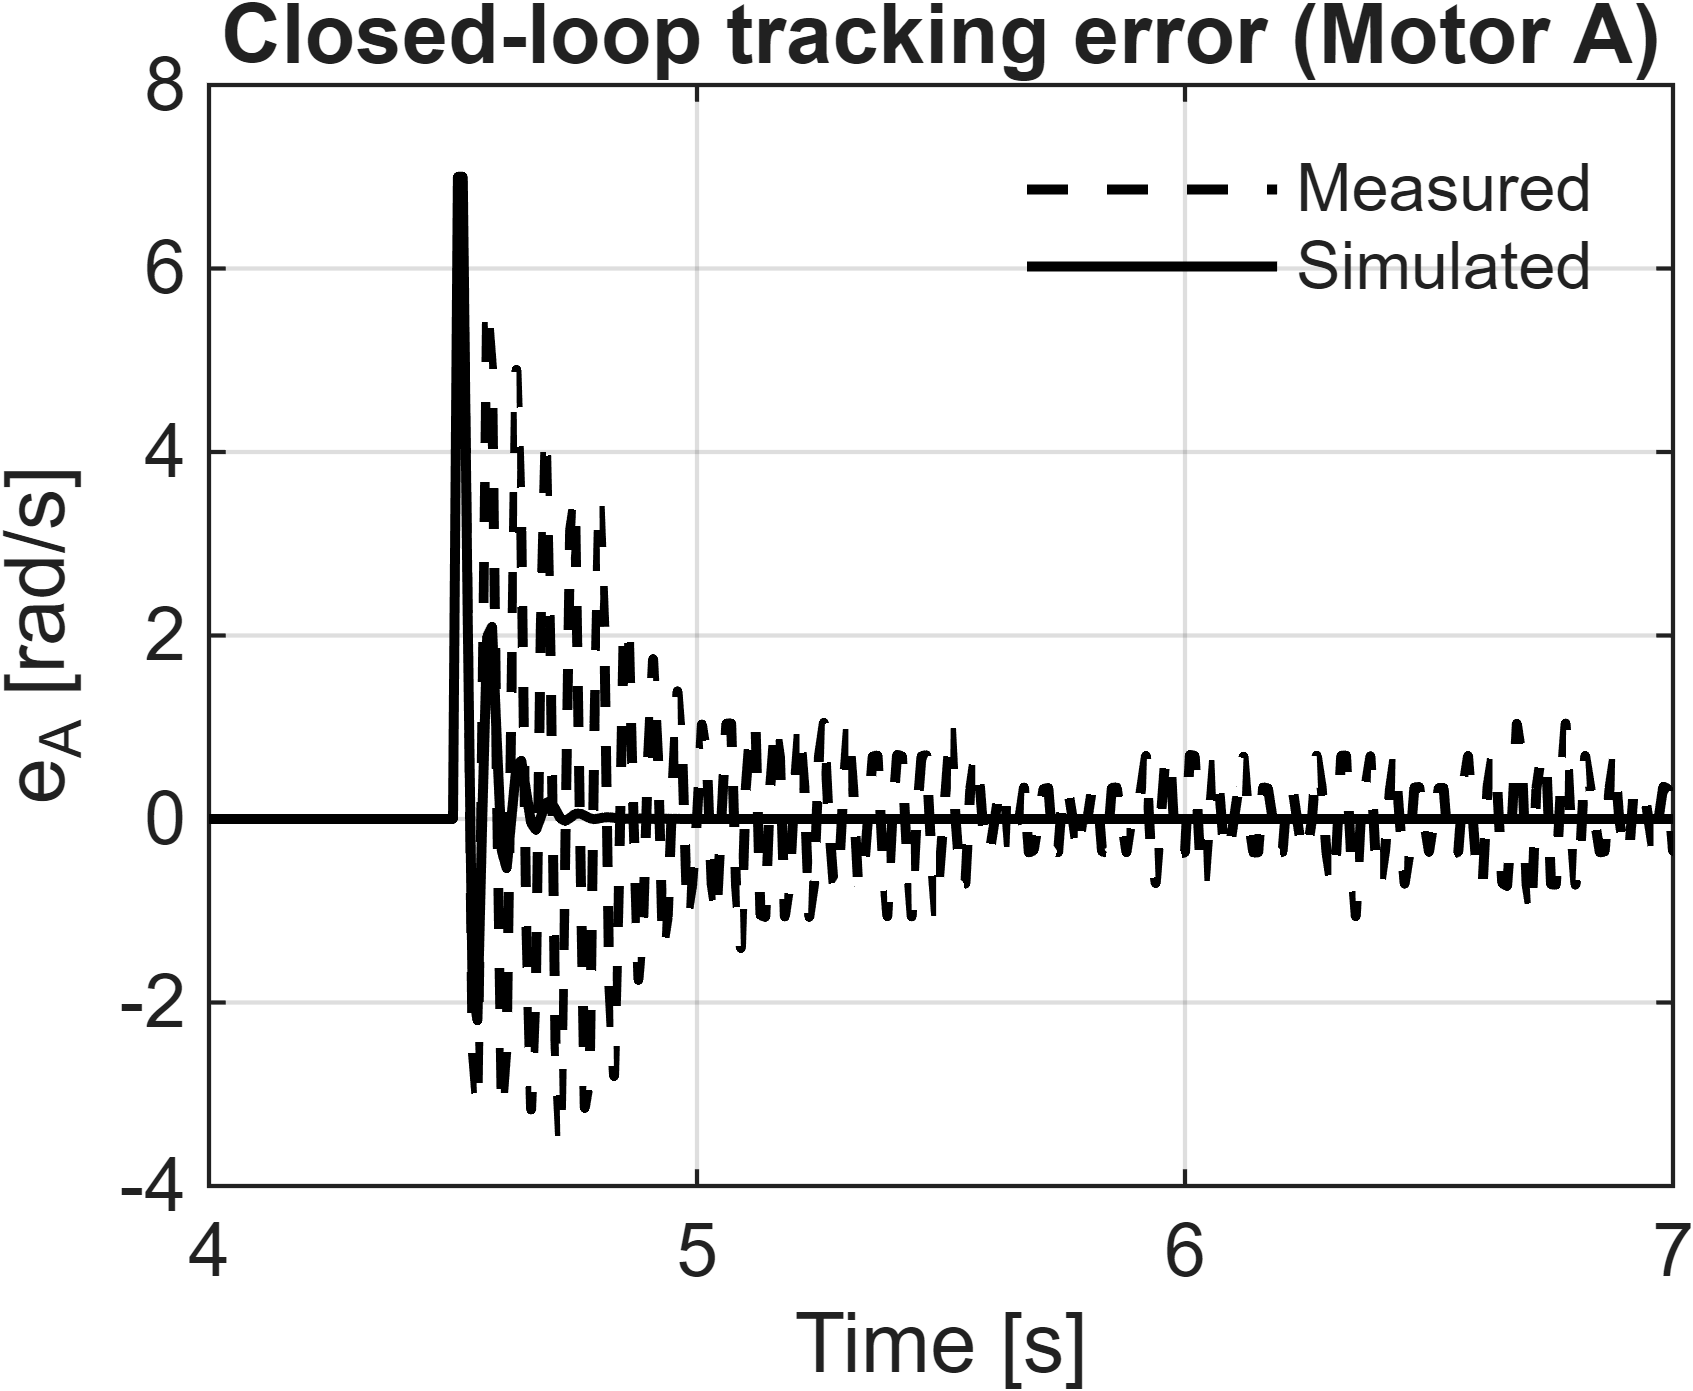 Closed-loop tracking error (Motor A)
8
6
4
2
0
-2
-4
e_A [rad/s]
Measured
Simulated
4 5 6 7
Time [s]